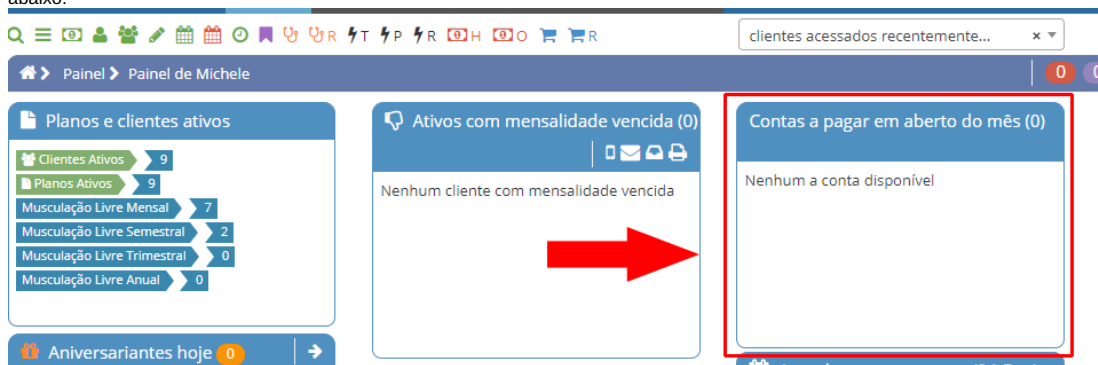 abaixo:
R T P R H O R
clientes acessados recentemente... ×
Painel Painel de Michele
0
Planos e clientes ativos
Clientes Ativos 9
Planos Ativos 9
Musculação Livre Mensal 7
Musculação Livre Semestral 2
Musculação Livre Trimestral 0
Musculação Livre Anual 0
Aniversariantes hoje 0
Ativos com mensalidade vencida (0)
Nenhum cliente com mensalidade vencida
Contas a pagar em aberto do mês (0)
Nenhum a conta disponível